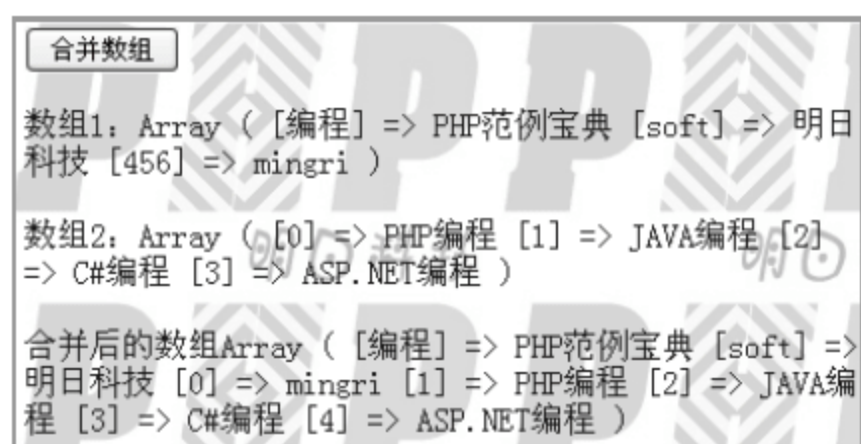 合并数组
数组1：Array ( [编程] => PHP范例宝典 [soft] => 明日
科技 [456] => mingri )
数组2：Array ( [0] => PHP编程 [1] => JAVA编程 [2]
=> C#编程 [3] => ASP.NET编程 )
合并后的数组Array ( [编程] => PHP范例宝典 [soft] =>
明日科技 [0] => mingri [1] => PHP编程 [2] => JAVA编
程 [3] => C#编程 [4] => ASP.NET编程 )